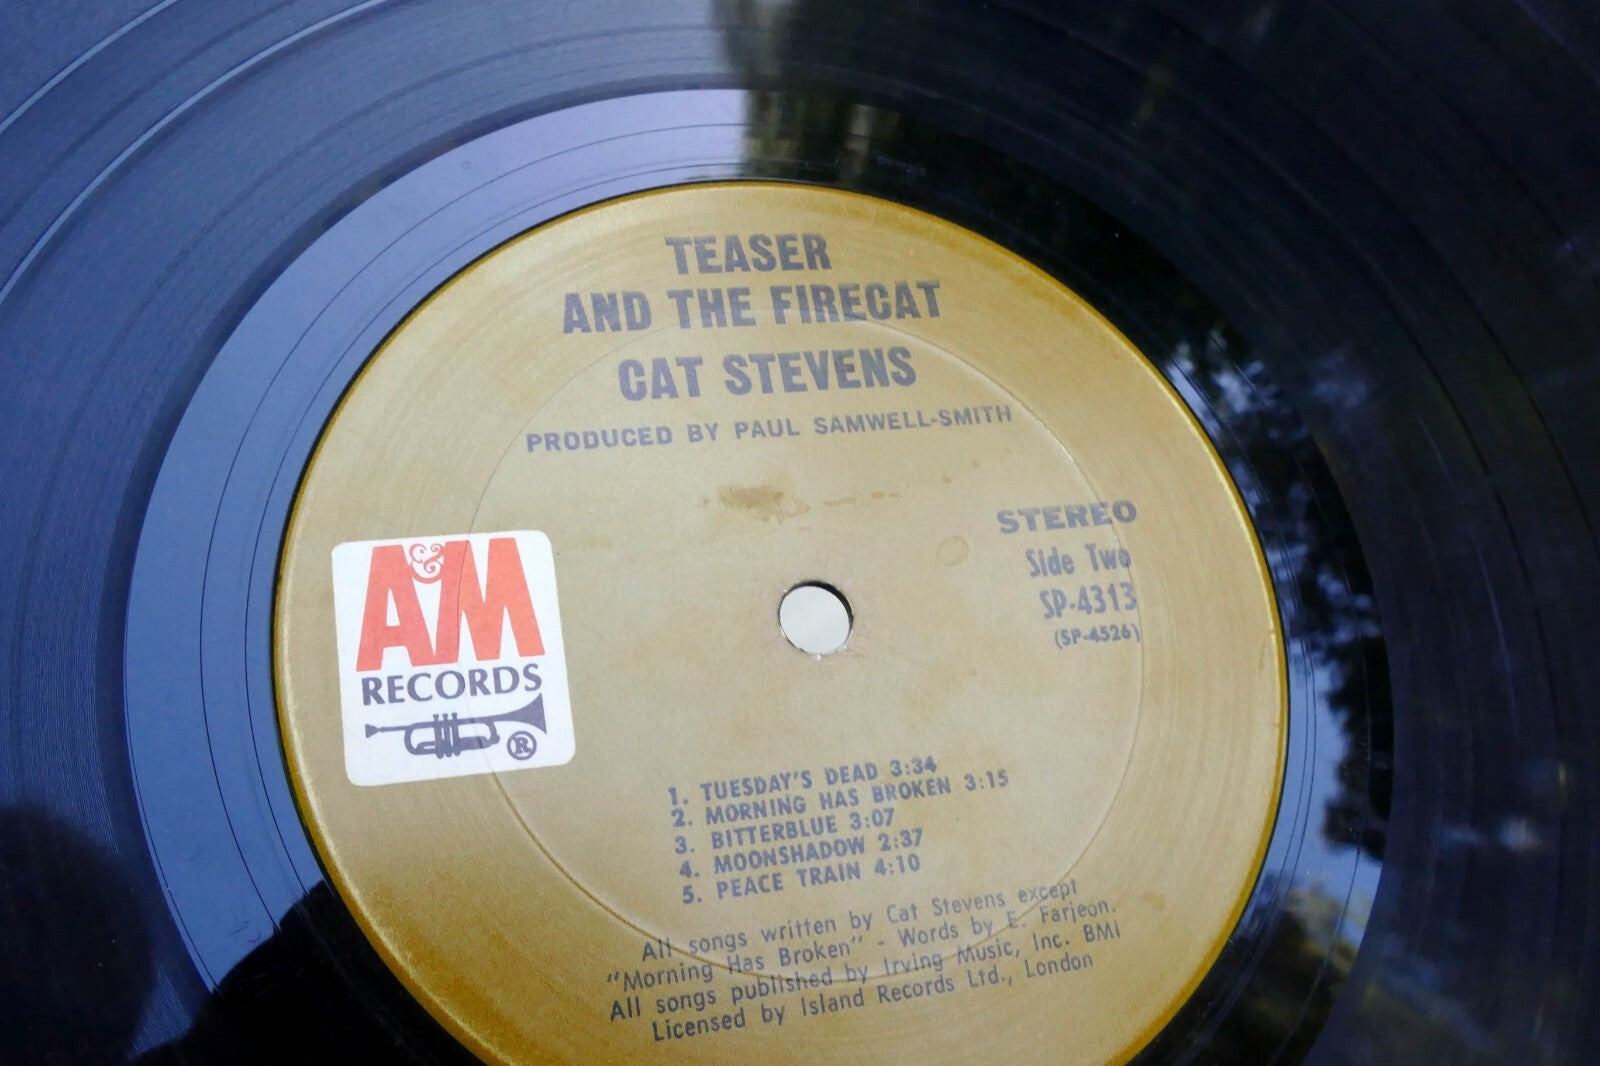 TEASER
AND THE FIRECAT
CAT STEVENS
PRODUCED BY PAUL SAMWELL-SMITH
STEREO
Side Two
SP-4313
(SP-4526)
A&M
RECORDS
®
1. TUESDAY'S DEAD 3:34
2. MORNING HAS BROKEN 3:15
3. BITTERBLUE 3:07
4. MOONSHADOW 2:37
5. PEACE TRAIN 4:10
All songs written by Cat Stevens except
"Morning Has Broken" - Words by E. Farjeon.
All songs published by Irving Music, Inc. BMI
Licensed by Island Records Ltd., London